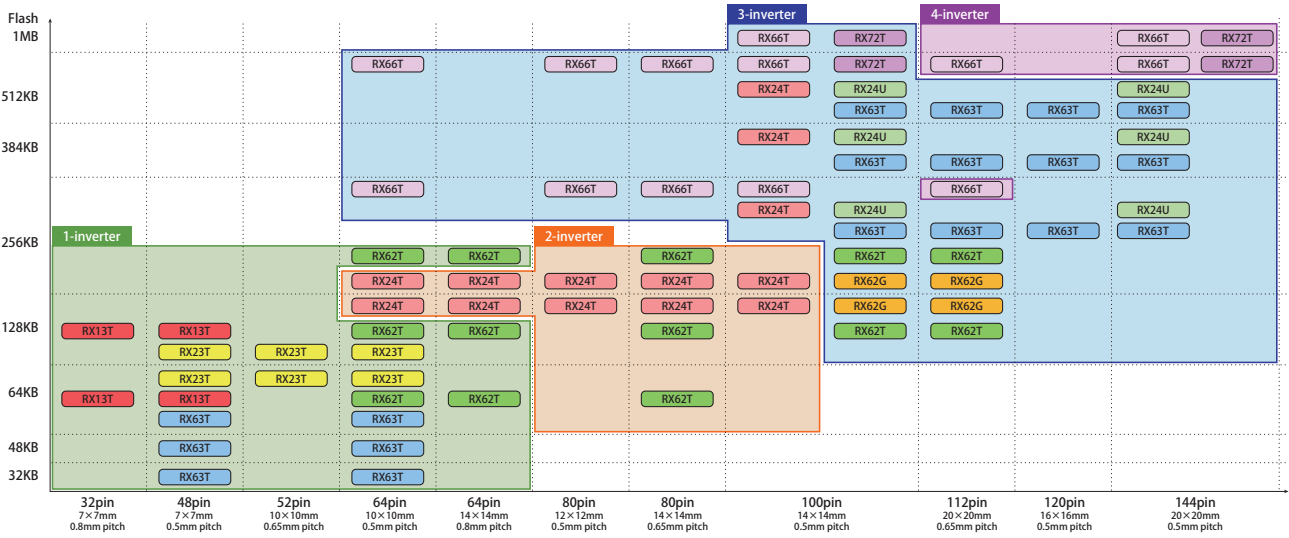 Flash
3-inverter
4-inverter
1MB
RX66T RX72T RX66T RX72T
RX66T RX66T RX66T RX66T RX72T RX66T RX66T RX72T
512KB
RX24T RX24U RX24U
RX63T RX63T RX63T RX63T
RX24T RX24U RX24U
384KB
RX63T RX63T RX63T RX63T
RX66T RX66T RX66T RX66T RX66T
RX24T RX24U RX24U
RX63T RX63T RX63T RX63T
1-inverter
2-inverter
256KB
RX62T RX62T RX62T RX62T RX62T
RX24T RX24T RX24T RX24T RX24T RX62G RX62G
RX24T RX24T RX24T RX24T RX24T RX62G RX62G
128KB
RX13T RX13T RX62T RX62T RX62T RX62T RX62T
RX23T RX23T RX23T
RX23T RX23T RX23T
64KB
RX13T RX13T RX62T RX62T RX62T
RX63T RX63T
48KB
RX63T RX63T
32KB
RX63T RX63T
32pin 48pin 52pin 64pin 64pin 80pin 80pin 100pin 112pin 120pin 144pin
7×7mm 7×7mm 10×10mm 10×10mm 14×14mm 12×12mm 14×14mm 14×14mm 20×20mm 16×16mm 20×20mm
0.8mm pitch 0.5mm pitch 0.65mm pitch 0.5mm pitch 0.8mm pitch 0.5mm pitch 0.65mm pitch 0.5mm pitch 0.65mm pitch 0.5mm pitch 0.5mm pitch